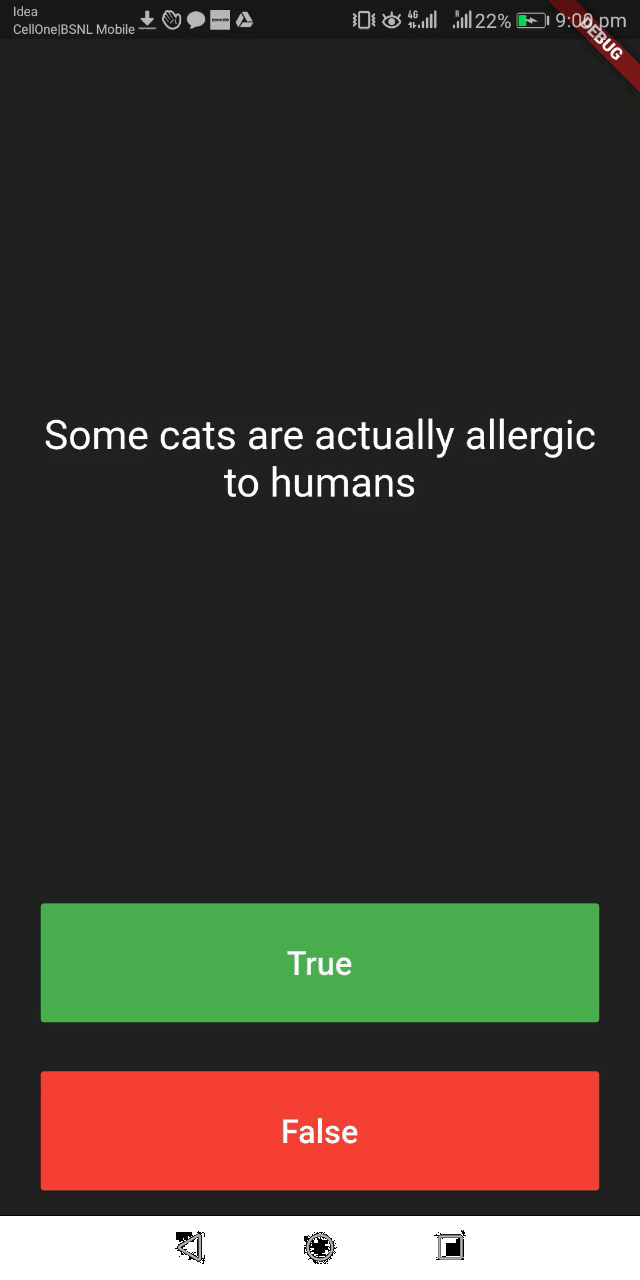 Idea
CellOne|BSNL Mobile
4G
R
22%
9:00 pm
DEBUG
Some cats are actually allergic
to humans
True
False